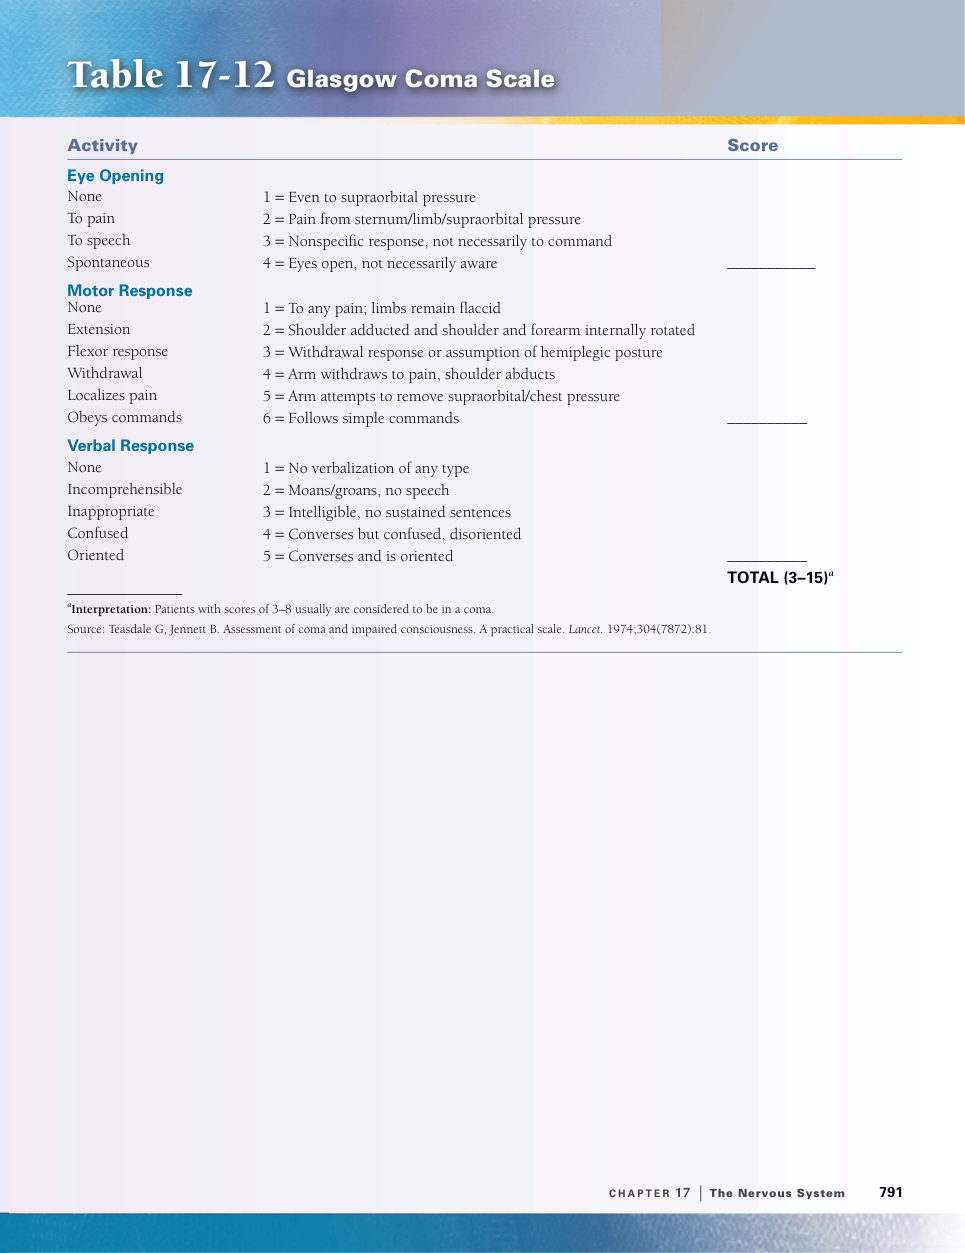 Table 17-12 Glasgow Coma Scale
Activity Score
Eye Opening
None 1 = Even to supraorbital pressure
To pain 2 = Pain from sternum/limb/supraorbital pressure
To speech 3 = Nonspecific response, not necessarily to command
Spontaneous 4 = Eyes open, not necessarily aware ___________
Motor Response
None 1 = To any pain; limbs remain flaccid
Extension 2 = Shoulder adducted and shoulder and forearm internally rotated
Flexor response 3 = Withdrawal response or assumption of hemiplegic posture
Withdrawal 4 = Arm withdraws to pain, shoulder abducts
Localizes pain 5 = Arm attempts to remove supraorbital/chest pressure
Obeys commands 6 = Follows simple commands __________
Verbal Response
None 1 = No verbalization of any type
Incomprehensible 2 = Moans/groans, no speech
Inappropriate 3 = Intelligible, no sustained sentences
Confused 4 = Converses but confused, disoriented
Oriented 5 = Converses and is oriented __________
TOTAL (3–15)a
aInterpretation: Patients with scores of 3–8 usually are considered to be in a coma.
Source: Teasdale G, Jennett B. Assessment of coma and impaired consciousness. A practical scale. Lancet. 1974;304(7872):81.
CHAPTER 17 | The Nervous System 791